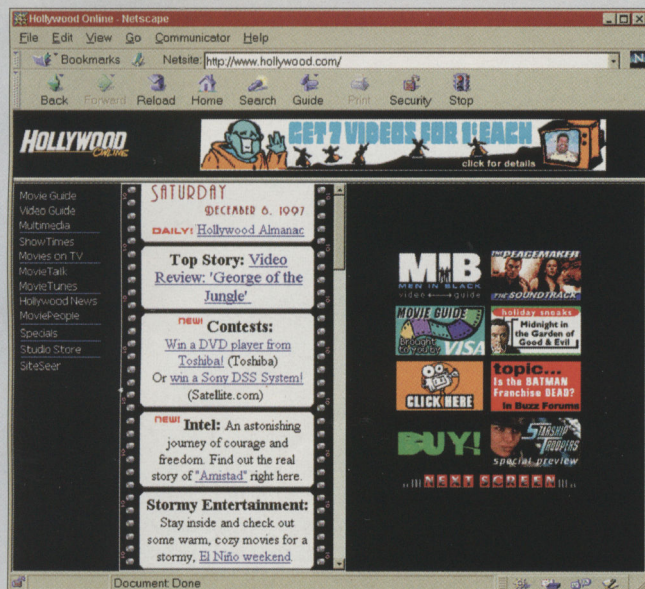 Hollywood Online - Netscape
File Edit View Go Communicator Help
Bookmarks Netsite: http://www.hollywood.com/
Back Forward Reload Home Search Guide Print Security Stop
HOLLYWOOD
ONLINE
GET 7 VIDEOS FOR 1¢ EACH
click for details
Movie Guide
Video Guide
Multimedia
ShowTimes
Movies on TV
MovieTalk
MovieTunes
Hollywood News
MoviePeople
Specials
Studio Store
SiteSeer
SATURDAY
DECEMBER 6, 1997
DAILY! Hollywood Almanac
Top Story: Video
Review: 'George of the
Jungle'
NEW! Contests:
Win a DVD player from
Toshiba! (Toshiba)
Or win a Sony DSS System!
(Satellite.com)
NEW! Intel: An astonishing
journey of courage and
freedom. Find out the real
story of "Amistad" right here.
Stormy Entertainment:
Stay inside and check out
some warm, cozy movies for a
stormy, El Niño weekend.
MIB
MEN IN BLACK
video guide
THE PEACEMAKER
THE SOUNDTRACK
MOVIE GUIDE
Brought
to you by VISA
holiday sneaks
Midnight in
the Garden of
Good & Evil
CLICK HERE
topic...
Is the BATMAN
Franchise DEAD?
In Buzz Forums
BUY!
STARSHIP
TROOPERS
special preview
NEXT SCREEN
Document: Done